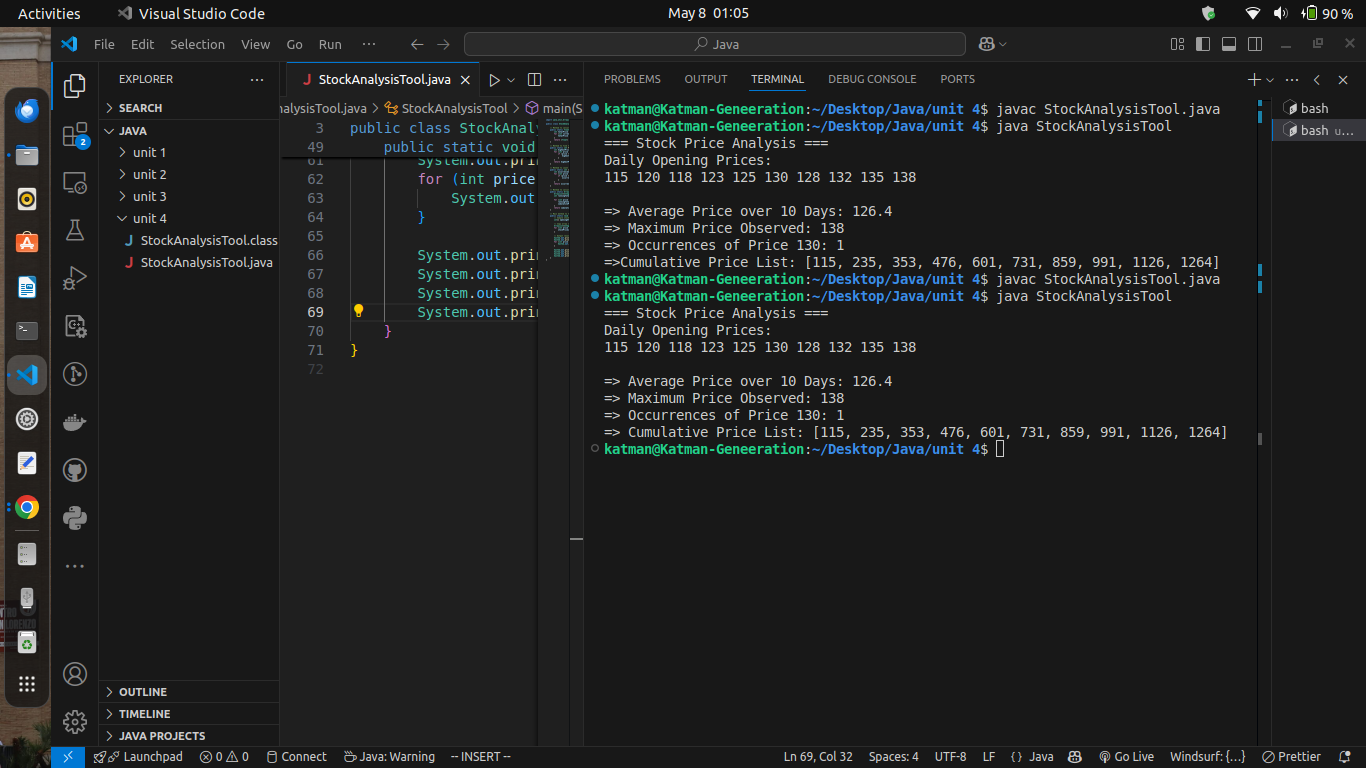 Activities Visual Studio Code May 8 01:05 90 %
File Edit Selection View Go Run ··· Java
EXPLORER ···
SEARCH
JAVA
unit 1
unit 2
unit 3
unit 4
StockAnalysisTool.class
StockAnalysisTool.java
OUTLINE
TIMELINE
JAVA PROJECTS
2
J StockAnalysisTool.java
nalysisTool.java > StockAnalysisTool > main(S
3 public class StockAnaly
49 public static void
61 System.out.prin
62 for (int price
63 System.out
64 }
65
66 System.out.prin
67 System.out.prin
68 System.out.prin
69 System.out.prin
70 }
71 }
72
PROBLEMS OUTPUT TERMINAL DEBUG CONSOLE PORTS
katman@Katman-Geneeration:~/Desktop/Java/unit 4$ javac StockAnalysisTool.java
katman@Katman-Geneeration:~/Desktop/Java/unit 4$ java StockAnalysisTool
=== Stock Price Analysis ===
Daily Opening Prices:
115 120 118 123 125 130 128 132 135 138
=> Average Price over 10 Days: 126.4
=> Maximum Price Observed: 138
=> Occurrences of Price 130: 1
=>Cumulative Price List: [115, 235, 353, 476, 601, 731, 859, 991, 1126, 1264]
katman@Katman-Geneeration:~/Desktop/Java/unit 4$ javac StockAnalysisTool.java
katman@Katman-Geneeration:~/Desktop/Java/unit 4$ java StockAnalysisTool
=== Stock Price Analysis ===
Daily Opening Prices:
115 120 118 123 125 130 128 132 135 138
=> Average Price over 10 Days: 126.4
=> Maximum Price Observed: 138
=> Occurrences of Price 130: 1
=> Cumulative Price List: [115, 235, 353, 476, 601, 731, 859, 991, 1126, 1264]
katman@Katman-Geneeration:~/Desktop/Java/unit 4$
bash
bash u...
Launchpad 0 0 Connect Java: Warning -- INSERT -- Ln 69, Col 32 Spaces: 4 UTF-8 LF {} Java Go Live Windsurf: {...} Prettier